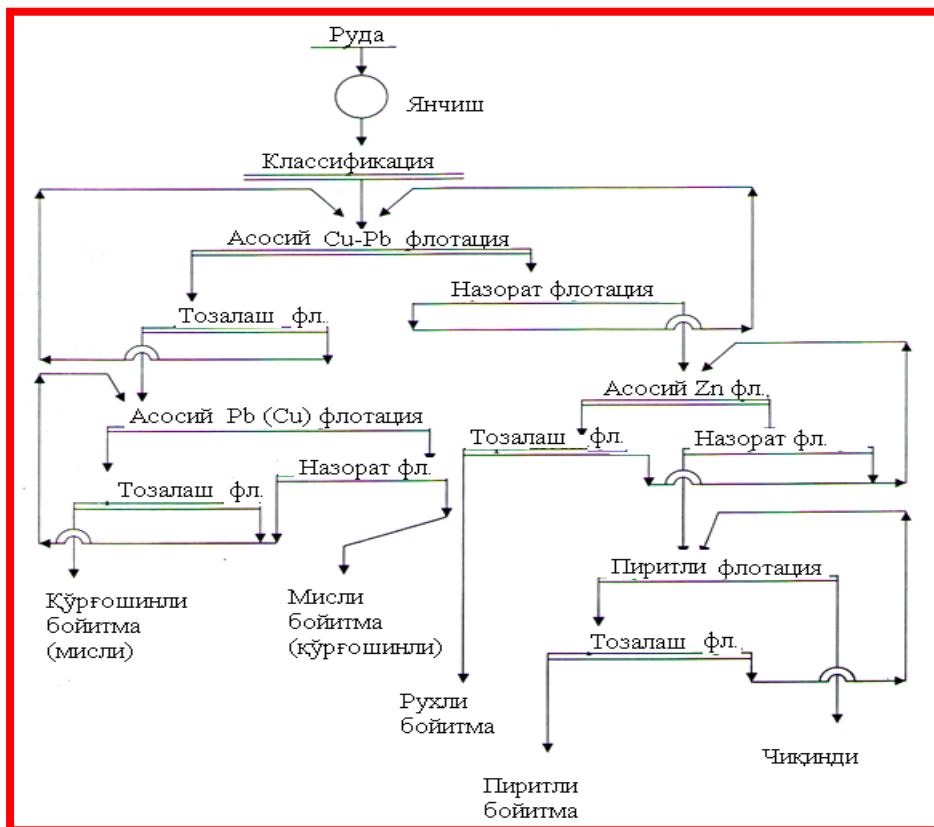 Руда
Янчиш
Классификация
Асосий Cu-Pb флотация
Назорат флотация
Тозалаш фл.
Асосий Zn фл.
Асосий Pb (Cu) флотация
Тозалаш фл.
Назорат фл.
Назорат фл.
Тозалаш фл.
Пиритли флотация
Қўрғошинли
бойитма
(мисли)
Мисли
бойитма
(қўрғошинли)
Тозалаш фл.
Рухли
бойитма
Чиқинди
Пиритли
бойитма